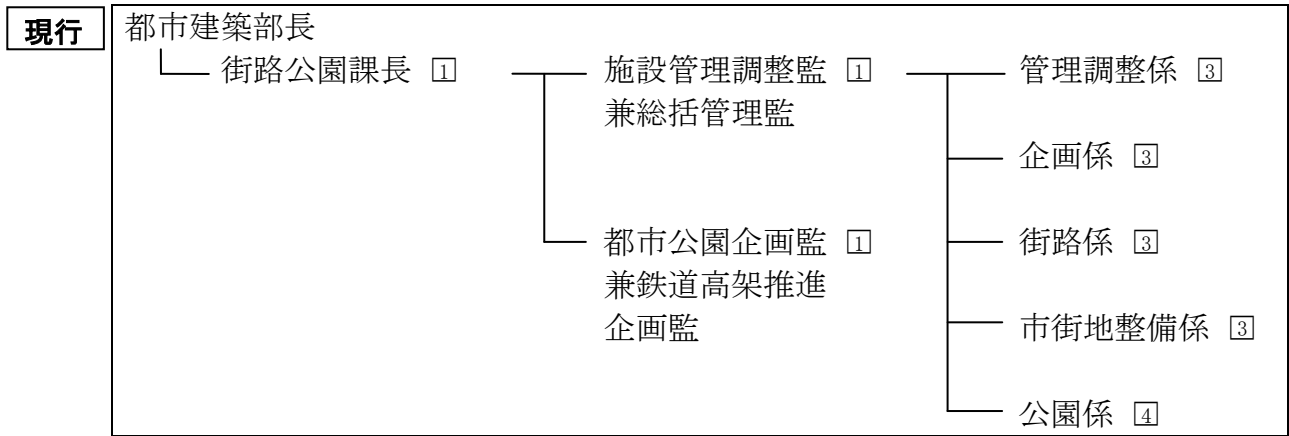 現行
都市建築部長
街路公園課長 1 施設管理調整監 1 管理調整係 3
兼総括管理監
企画係 3
都市公園企画監 1 街路係 3
兼鉄道高架推進
企画監 市街地整備係 3
公園係 4